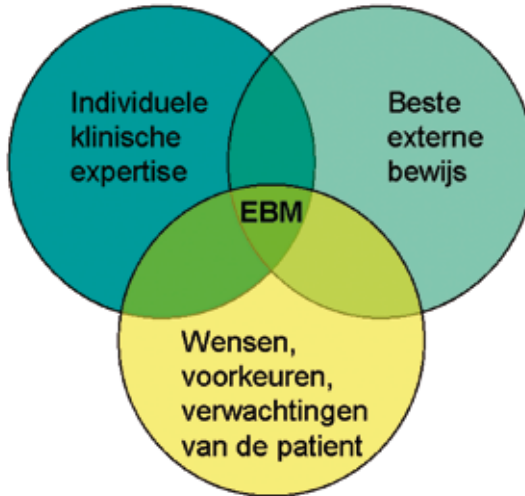 Individuele
klinische
expertise
Beste
externe
bewijs
EBM
Wensen,
voorkeuren,
verwachtingen
van de patient